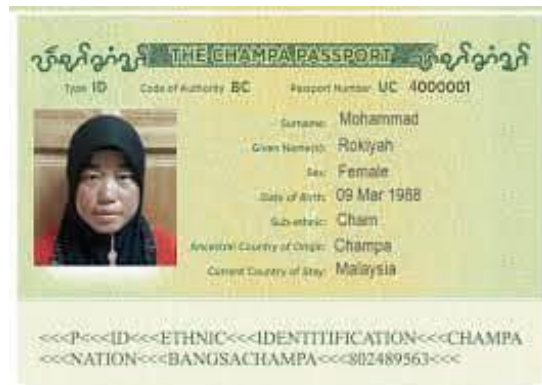 THE CHAMPA PASSPORT
Type ID Code of Authority BC Passport Number UC 4000001
Surname: Mohammad
Given Name(s): Rokiyah
Sex: Female
Date of Birth: 09 Mar 1988
Sub-ethnic: Cham
Ancestral Country of Origin: Champa
Current Country of Stay: Malaysia
<<<P<<<ID<<<ETHNIC<<<IDENTITIFICATION<<<CHAMPA
<<<NATION<<<BANGSACHAMPA<<<802489563<<<